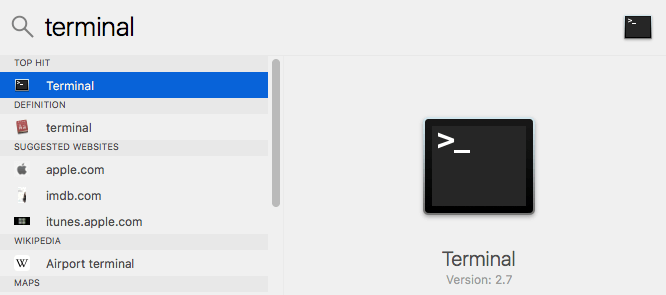 terminal
TOP HIT
Terminal
DEFINITION
terminal
SUGGESTED WEBSITES
apple.com
imdb.com
itunes.apple.com
WIKIPEDIA
W Airport terminal
MAPS
>_
Terminal
Version: 2.7